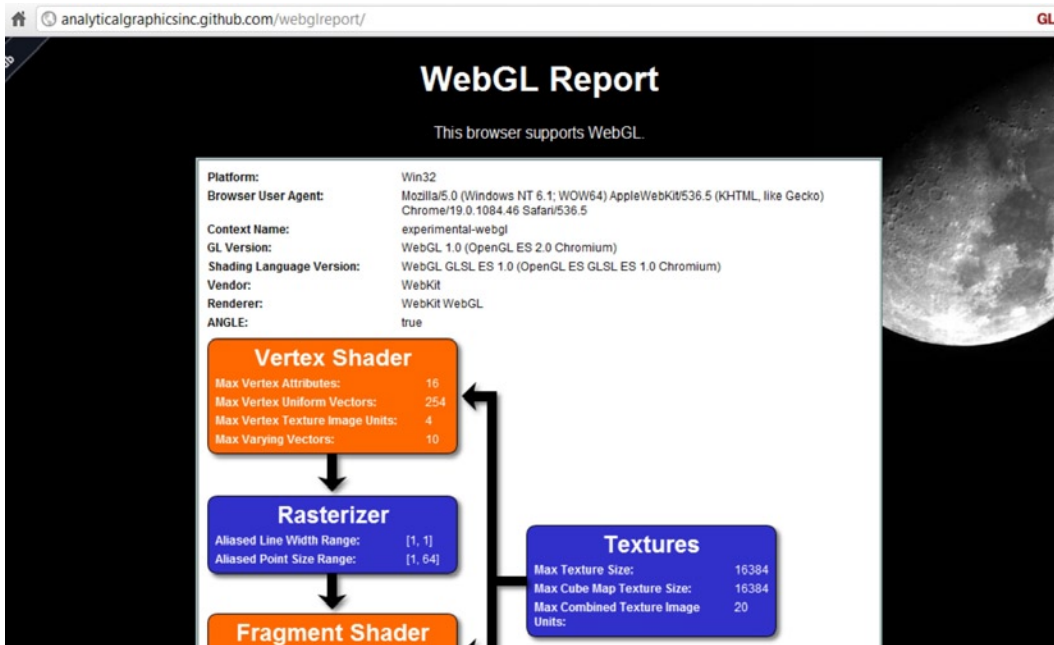 analyticalgraphicsinc.github.com/webglreport/
GL
WebGL Report
This browser supports WebGL.
Platform: Win32
Browser User Agent: Mozilla/5.0 (Windows NT 6.1; WOW64) AppleWebKit/536.5 (KHTML, like Gecko)
Chrome/19.0.1084.46 Safari/536.5
Context Name: experimental-webgl
GL Version: WebGL 1.0 (OpenGL ES 2.0 Chromium)
Shading Language Version: WebGL GLSL ES 1.0 (OpenGL ES GLSL ES 1.0 Chromium)
Vendor: WebKit
Renderer: WebKit WebGL
ANGLE: true
Vertex Shader
Max Vertex Attributes: 16
Max Vertex Uniform Vectors: 254
Max Vertex Texture Image Units: 4
Max Varying Vectors: 10
Rasterizer
Aliased Line Width Range: [1, 1]
Aliased Point Size Range: [1, 64]
Textures
Max Texture Size: 16384
Max Cube Map Texture Size: 16384
Max Combined Texture Image 20
Units:
Fragment Shader